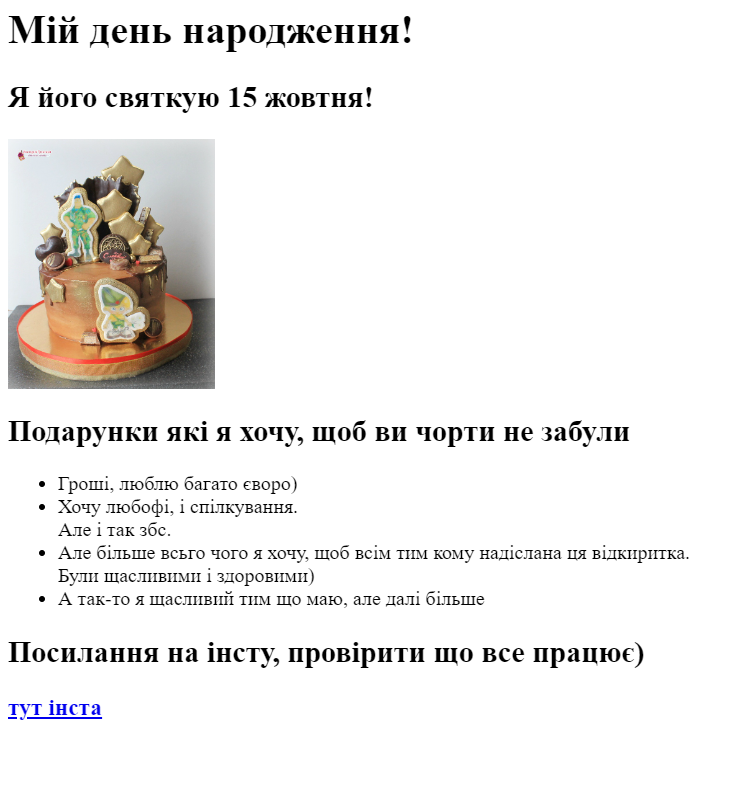 Мій день народження!
Я його святкую 15 жовтня!
Подарунки які я хочу, щоб ви чорти не забули
Гроші, люблю багато єворо)
Хочу любофі, і спілкування.
Але і так збс.
Але більше всьго чого я хочу, щоб всім тим кому надіслана ця відкиритка.
Були щасливими і здоровими)
А так-то я щасливий тим що маю, але далі більше
Посилання на інсту, провірити що все працює)
тут інста